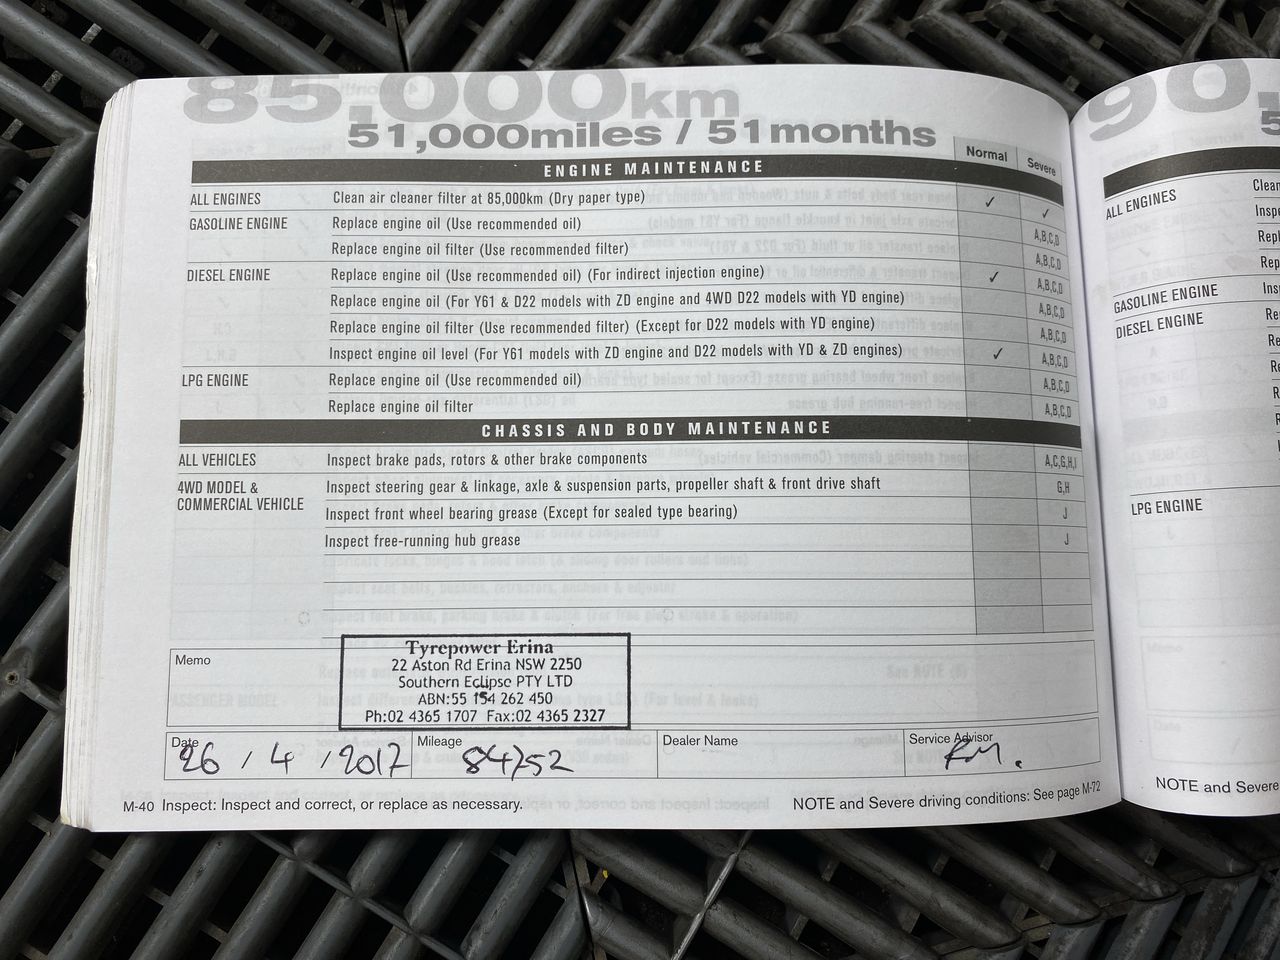 85,000km
51,000miles / 51months
Normal Severe
ENGINE MAINTENANCE
ALL ENGINES Clean air cleaner filter at 85,000km (Dry paper type) ✓ ✓
GASOLINE ENGINE Replace engine oil (Use recommended oil) A,B,C,D
Replace engine oil filter (Use recommended filter) A,B,C,D
DIESEL ENGINE Replace engine oil (Use recommended oil) (For indirect injection engine) ✓ A,B,C,D
Replace engine oil (For Y61 & D22 models with ZD engine and 4WD D22 models with YD engine) A,B,C,D
Replace engine oil filter (Use recommended filter) (Except for D22 models with YD engine) A,B,C,D
Inspect engine oil level (For Y61 models with ZD engine and D22 models with YD & ZD engines) ✓ A,B,C,D
LPG ENGINE Replace engine oil (Use recommended oil) A,B,C,D
Replace engine oil filter A,B,C,D
CHASSIS AND BODY MAINTENANCE
ALL VEHICLES Inspect brake pads, rotors & other brake components A,C,G,H,I
4WD MODEL & COMMERCIAL VEHICLE Inspect steering gear & linkage, axle & suspension parts, propeller shaft & front drive shaft G,H
Inspect front wheel bearing grease (Except for sealed type bearing) J
Inspect free-running hub grease J
Memo
Tyrepower Erina
22 Aston Rd Erina NSW 2250
Southern Eclipse PTY LTD
ABN:55 154 262 450
Ph:02 4365 1707 Fax:02 4365 2327
Date 26 / 4 / 2017
Mileage 84752
Dealer Name
Service Advisor RM.
M-40 Inspect: Inspect and correct, or replace as necessary.
NOTE and Severe driving conditions: See page M-72
90,
5
ALL ENGINES Clean
Inspe
Repl
Repl
GASOLINE ENGINE Ins
DIESEL ENGINE Re
Re
R
R
R
LPG ENGINE
NOTE and Severe